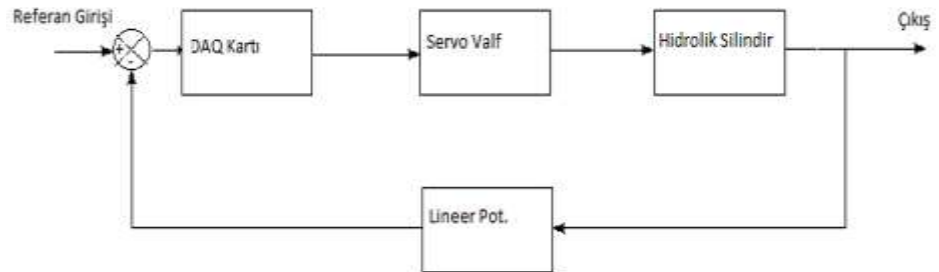 Referan Girişi
Çıkış
DAQ Kartı
Servo Valf
Hidrolik Silindir
+
-
Lineer Pot.